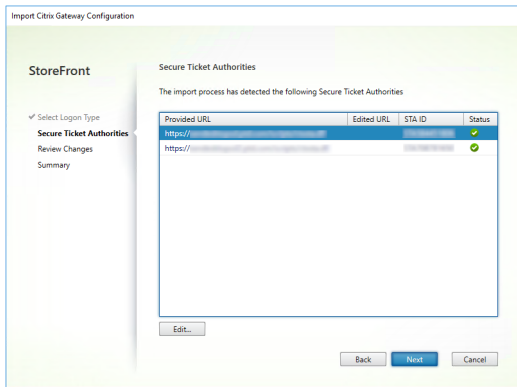 Import Citrix Gateway Configuration
StoreFront
Select Logon Type
Secure Ticket Authorities
Review Changes
Summary
Secure Ticket Authorities
The import process has detected the following Secure Ticket Authorities
Provided URL Edited URL STA ID Status
https://
https://
Edit...
Back Next Cancel